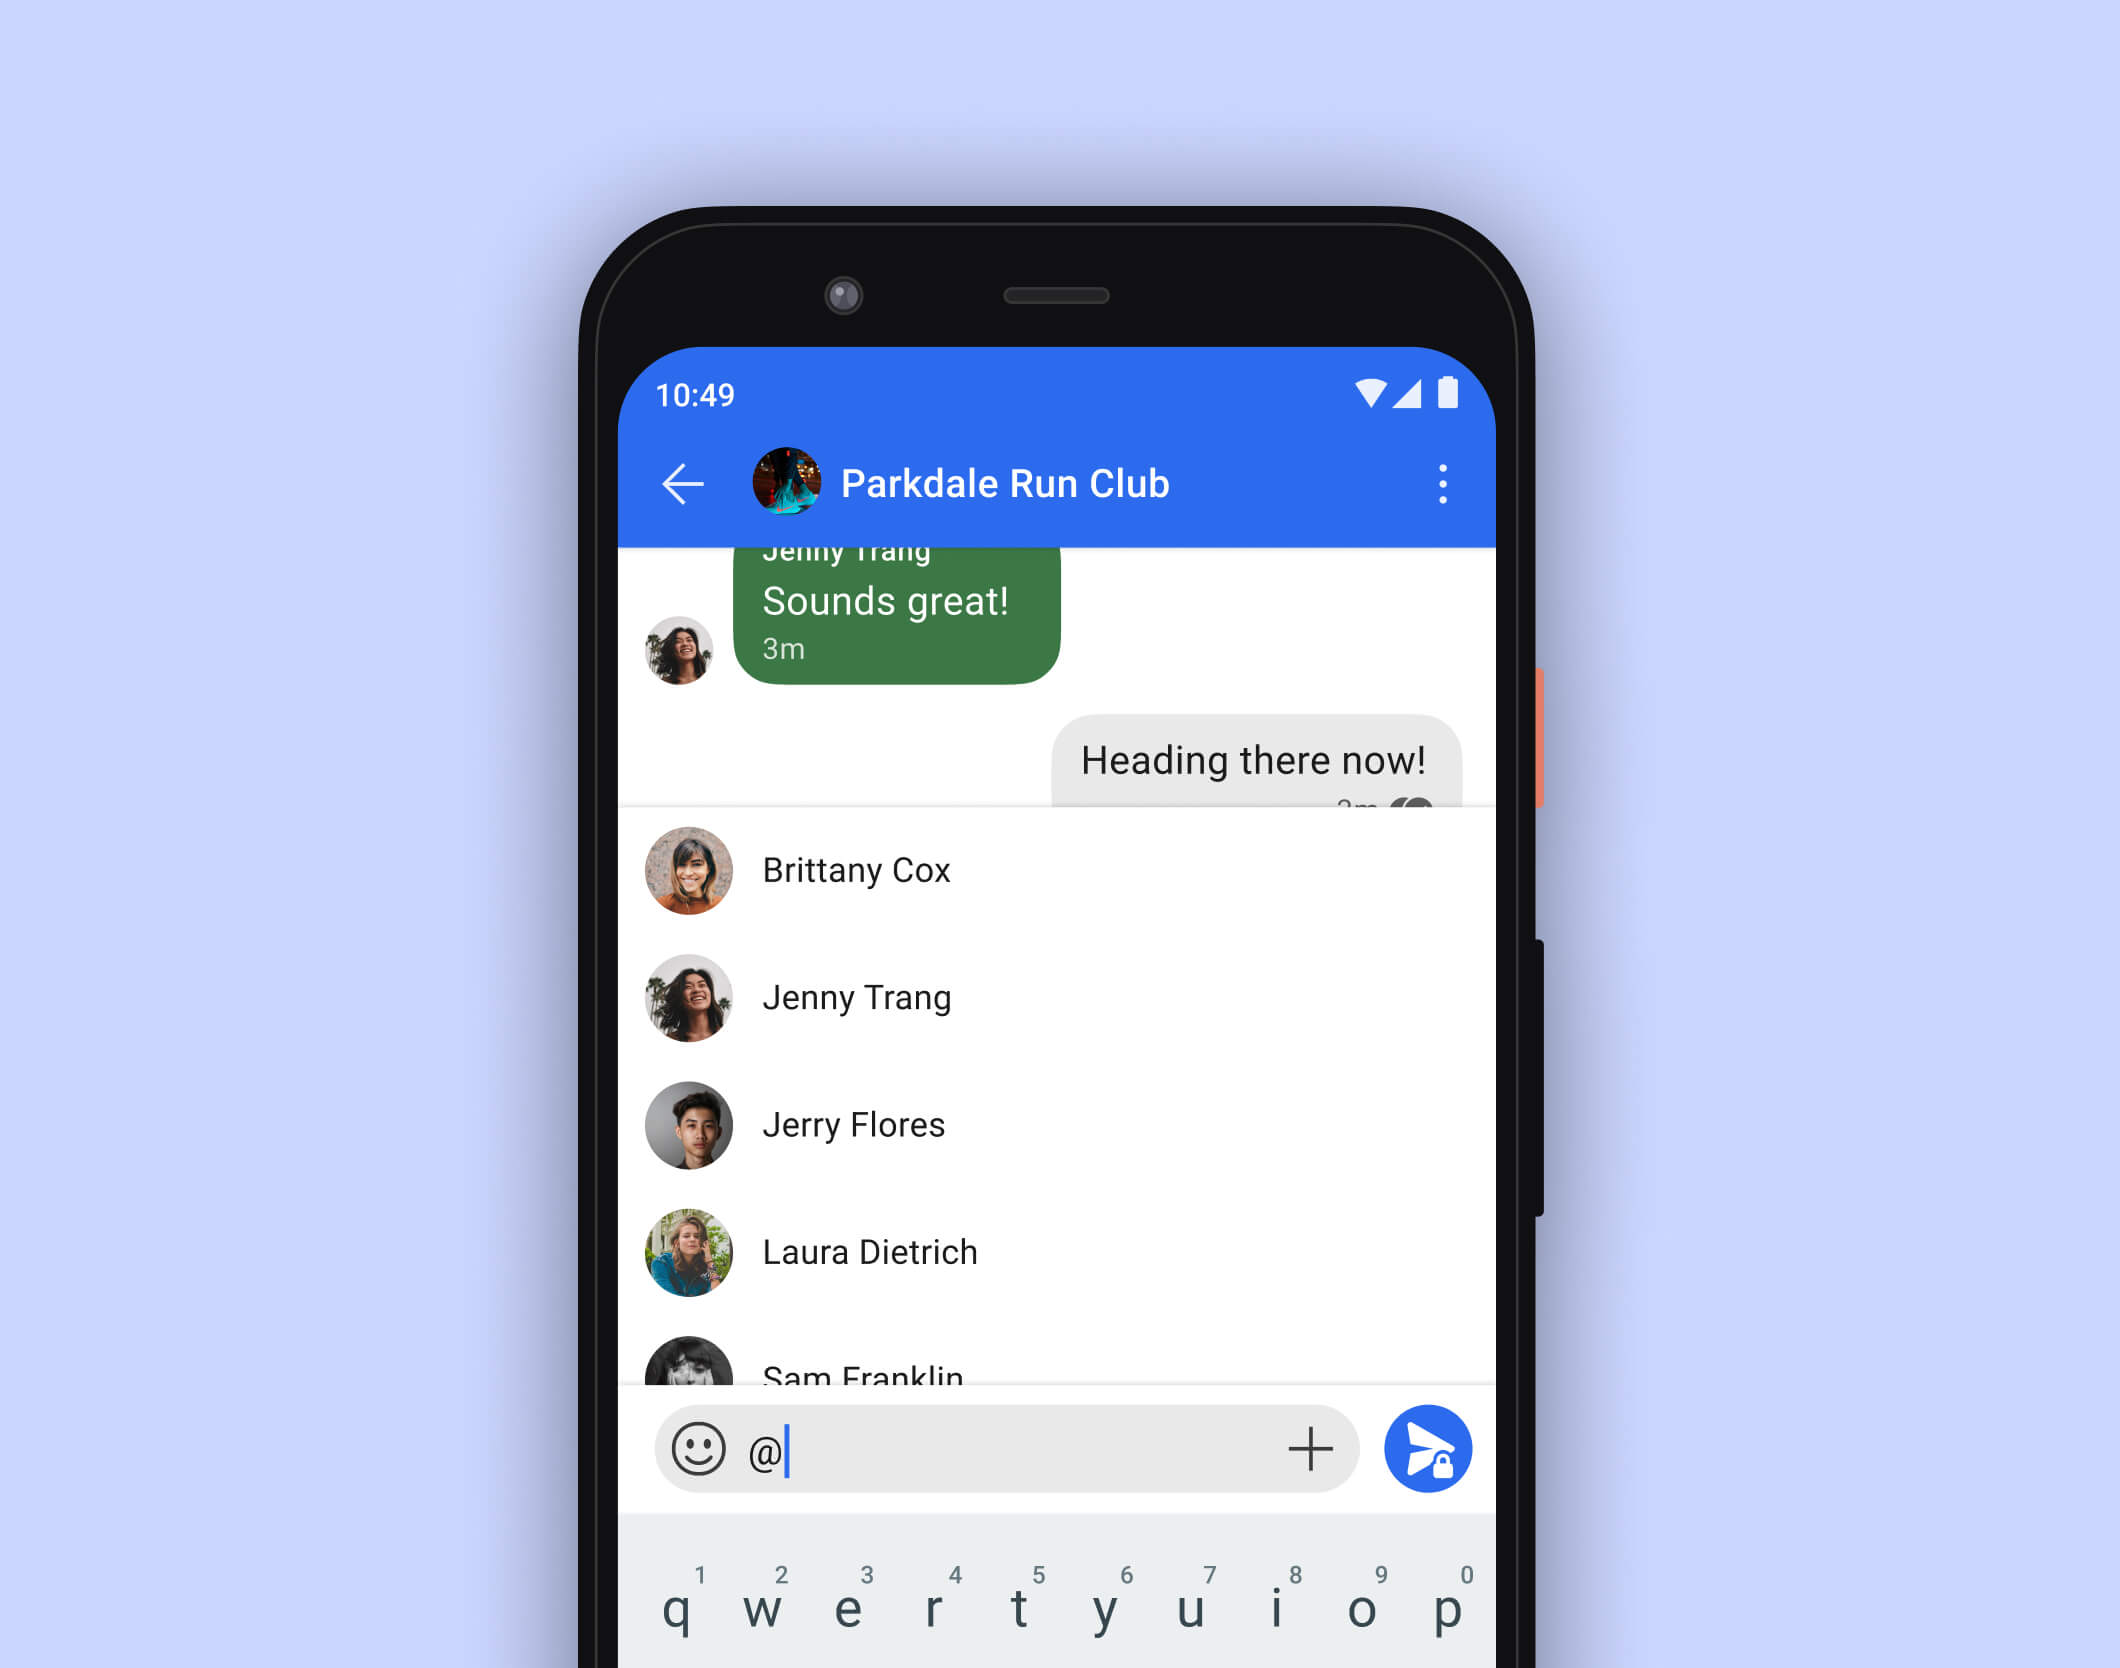 10:49
Parkdale Run Club
Jenny Trang
Sounds great!
3m
Heading there now!
Brittany Cox
Jenny Trang
Jerry Flores
Laura Dietrich
Sam Franklin
@
1 2 3 4 5 6 7 8 9 0
q w e r t y u i o p